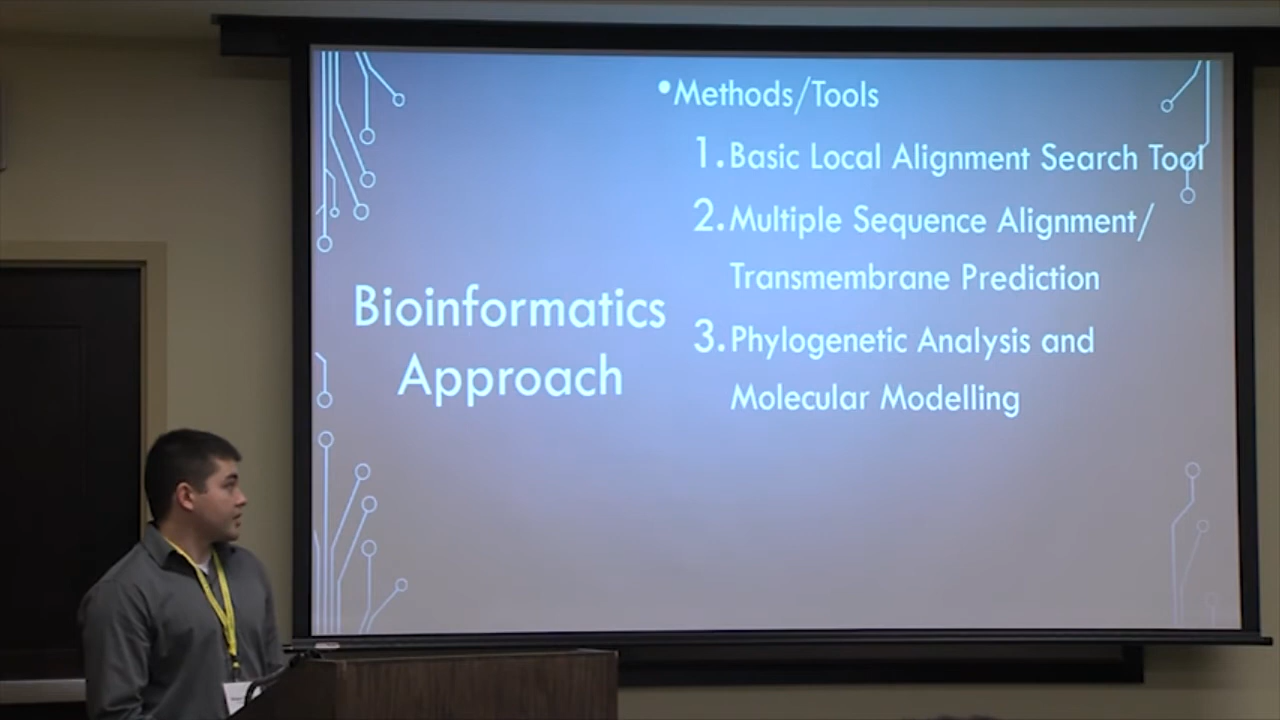 Bioinformatics
Approach
•Methods/Tools
1.Basic Local Alignment Search Tool
2.Multiple Sequence Alignment/
Transmembrane Prediction
3.Phylogenetic Analysis and
Molecular Modelling